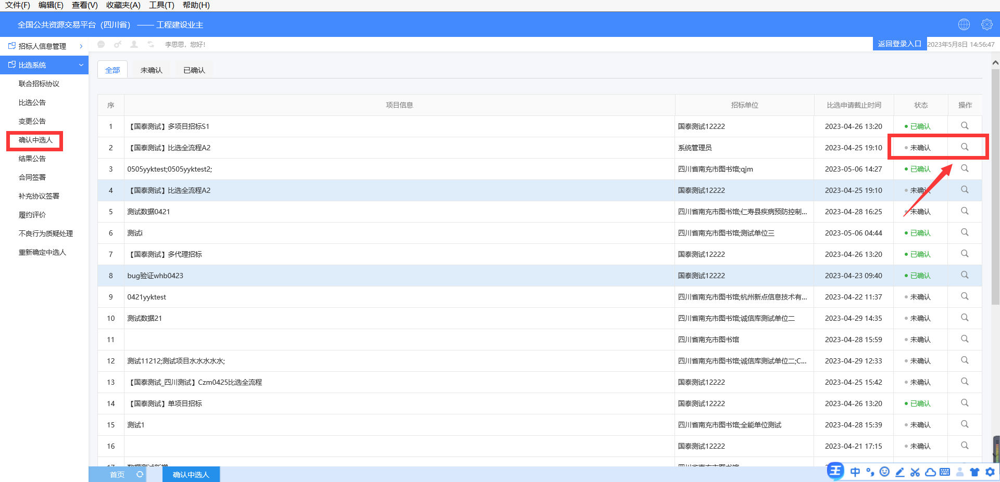 文件(F) 编辑(E) 查看(V) 收藏夹(A) 工具(T) 帮助(H)
全国公共资源交易平台（四川省） —— 工程建设业主
招标人信息管理
李思思，您好！
返回登录入口
2023年5月8日 14:56:47
比选系统
联合招标协议
比选公告
变更公告
确认中选人
结果公告
合同签署
补充协议签署
履约评价
不良行为质疑处理
重新确定中选人
全部 未确认 已确认
序 项目信息 招标单位 比选申请截止时间 状态 操作
1 【国泰测试】多项目招标S1 国泰测试12222 2023-04-26 13:20 已确认
2 【国泰测试】比选全流程A2 系统管理员 2023-04-25 19:10 未确认
3 0505yyktest;0505yyktest2; 四川省南充市图书馆;qjm 2023-05-06 14:27 已确认
4 【国泰测试】比选全流程A2 国泰测试12222 2023-04-25 19:10 未确认
5 测试数据0421 四川省南充市图书馆;仁寿县疾病预防控制... 2023-04-28 16:25 未确认
6 测试i 四川省南充市图书馆;测试单位三 2023-05-06 04:44 已确认
7 【国泰测试】多代理招标 国泰测试12222 2023-04-26 13:20 已确认
8 bug验证whb0423 国泰测试12222 2023-04-23 09:40 已确认
9 0421yyktest 四川省南充市图书馆;杭州新点信息技术有... 2023-04-22 11:37 未确认
10 测试数据21 四川省南充市图书馆;诚信库测试单位二 2023-04-29 14:35 未确认
11 四川省南充市图书馆 2023-04-28 15:59 未确认
12 测试11212;测试项目水水水水水; 四川省南充市图书馆;诚信库测试单位二;C... 2023-04-29 12:33 未确认
13 【国泰测试_四川测试】Czm0425比选全流程 国泰测试12222 2023-04-25 15:42 未确认
14 【国泰测试】单项目招标 国泰测试12222 2023-04-26 13:20 已确认
15 测试1 四川省南充市图书馆;全能单位测试 2023-04-28 15:39 未确认
16 国泰测试12222 2023-04-21 17:15 未确认
首页 确认中选人
王 中